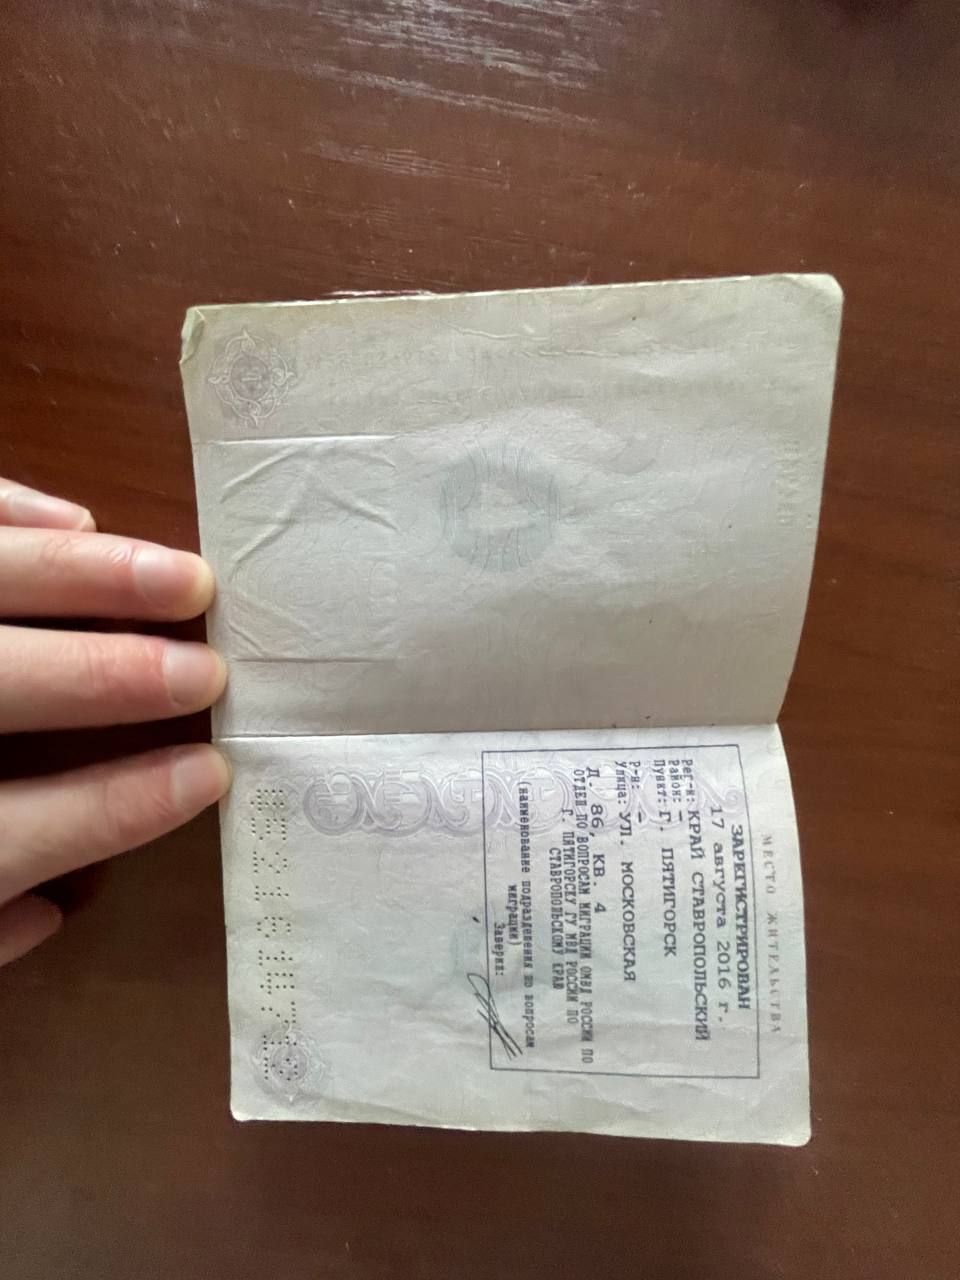 МЕСТО ЖИТЕЛЬСТВА
ЗАРЕГИСТРИРОВАН
17 августа 2016 г.
Рег-н: КРАЙ СТАВРОПОЛЬСКИЙ
Район: –
Пункт: Г. ПЯТИГОРСК
Р-н: –
Улица: УЛ. МОСКОВСКАЯ
Д. 86, КВ. 4
ОТДЕЛ ПО ВОПРОСАМ МИГРАЦИИ ОМВД РОССИИ ПО
Г. ПЯТИГОРСКУ ГУ МВД РОССИИ ПО
СТАВРОПОЛЬСКОМУ КРАЮ
(наименование подразделения по вопросам
миграции)
Заверил: